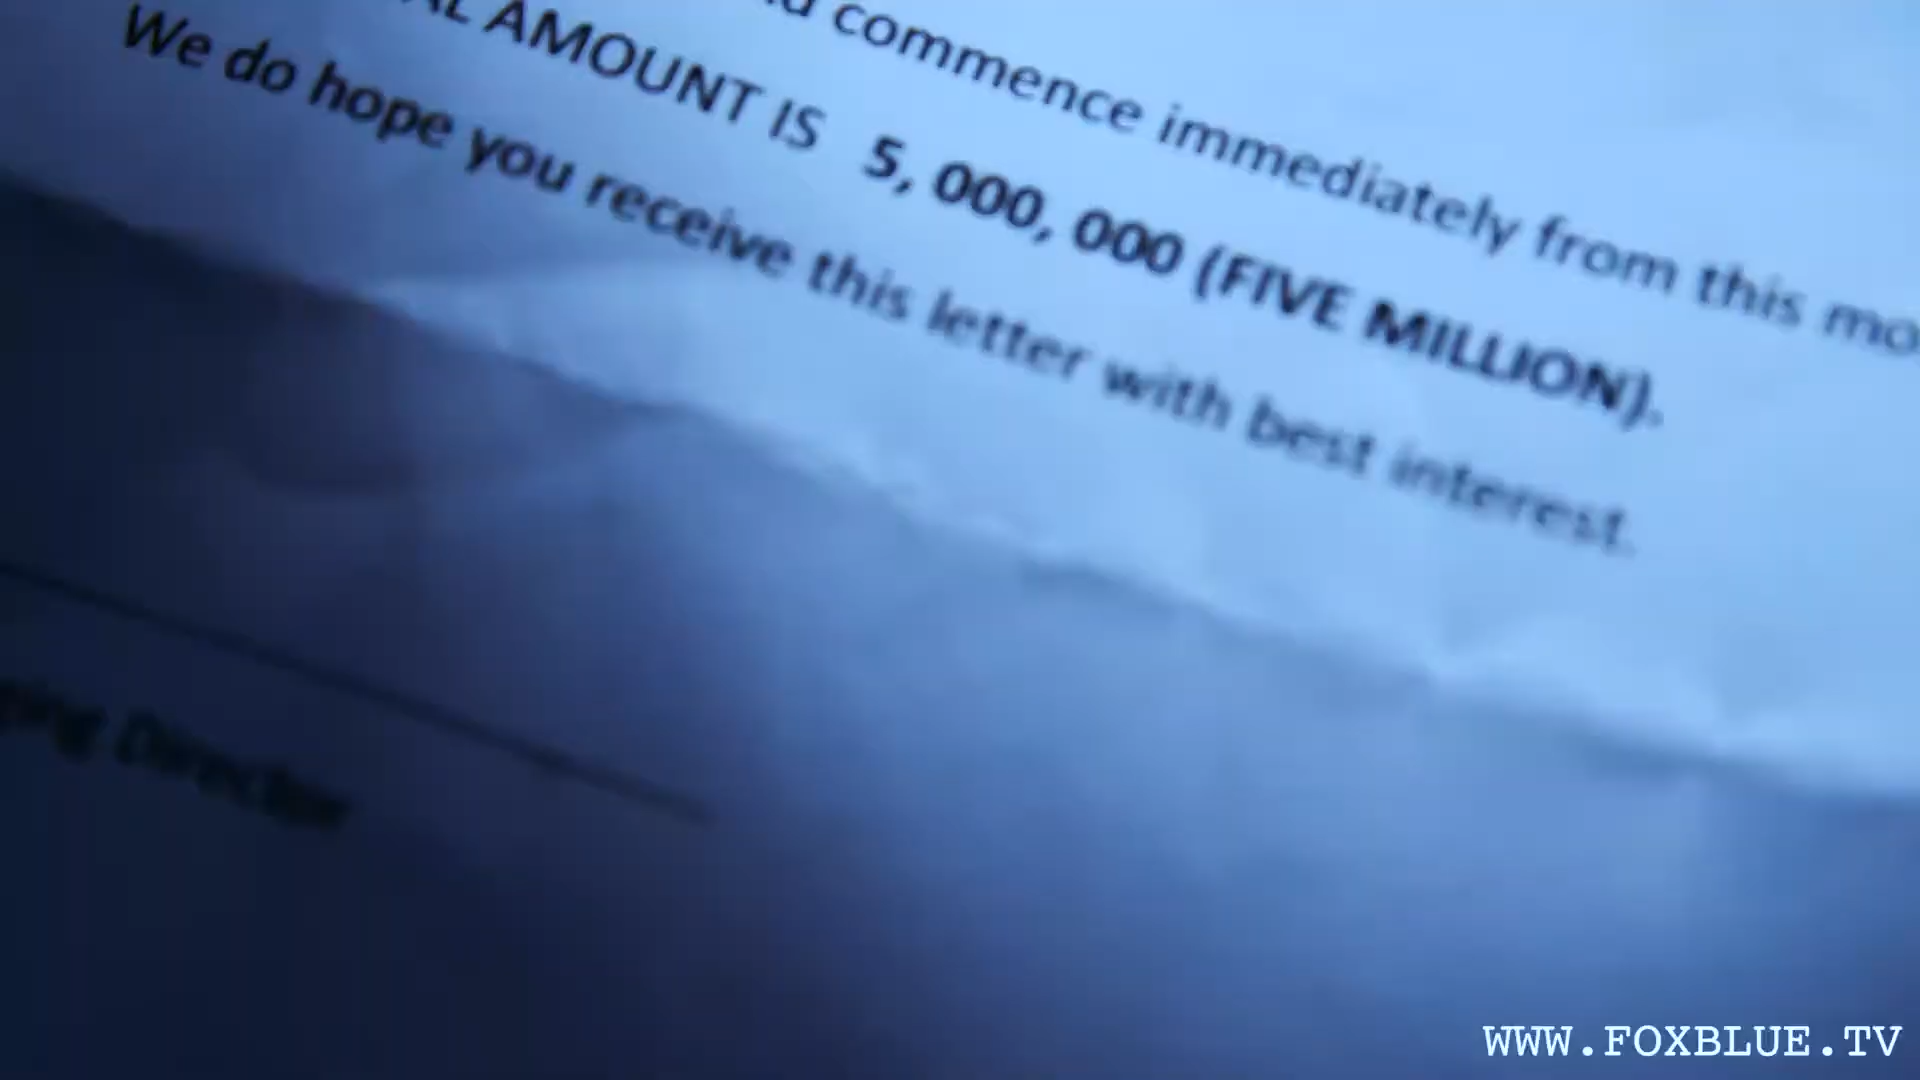 commence immediately from this
AMOUNT IS 5, 000, 000 (FIVE MILLION).
We do hope you receive this letter with best interest.
Director
WWW.FOXBLUE.TV